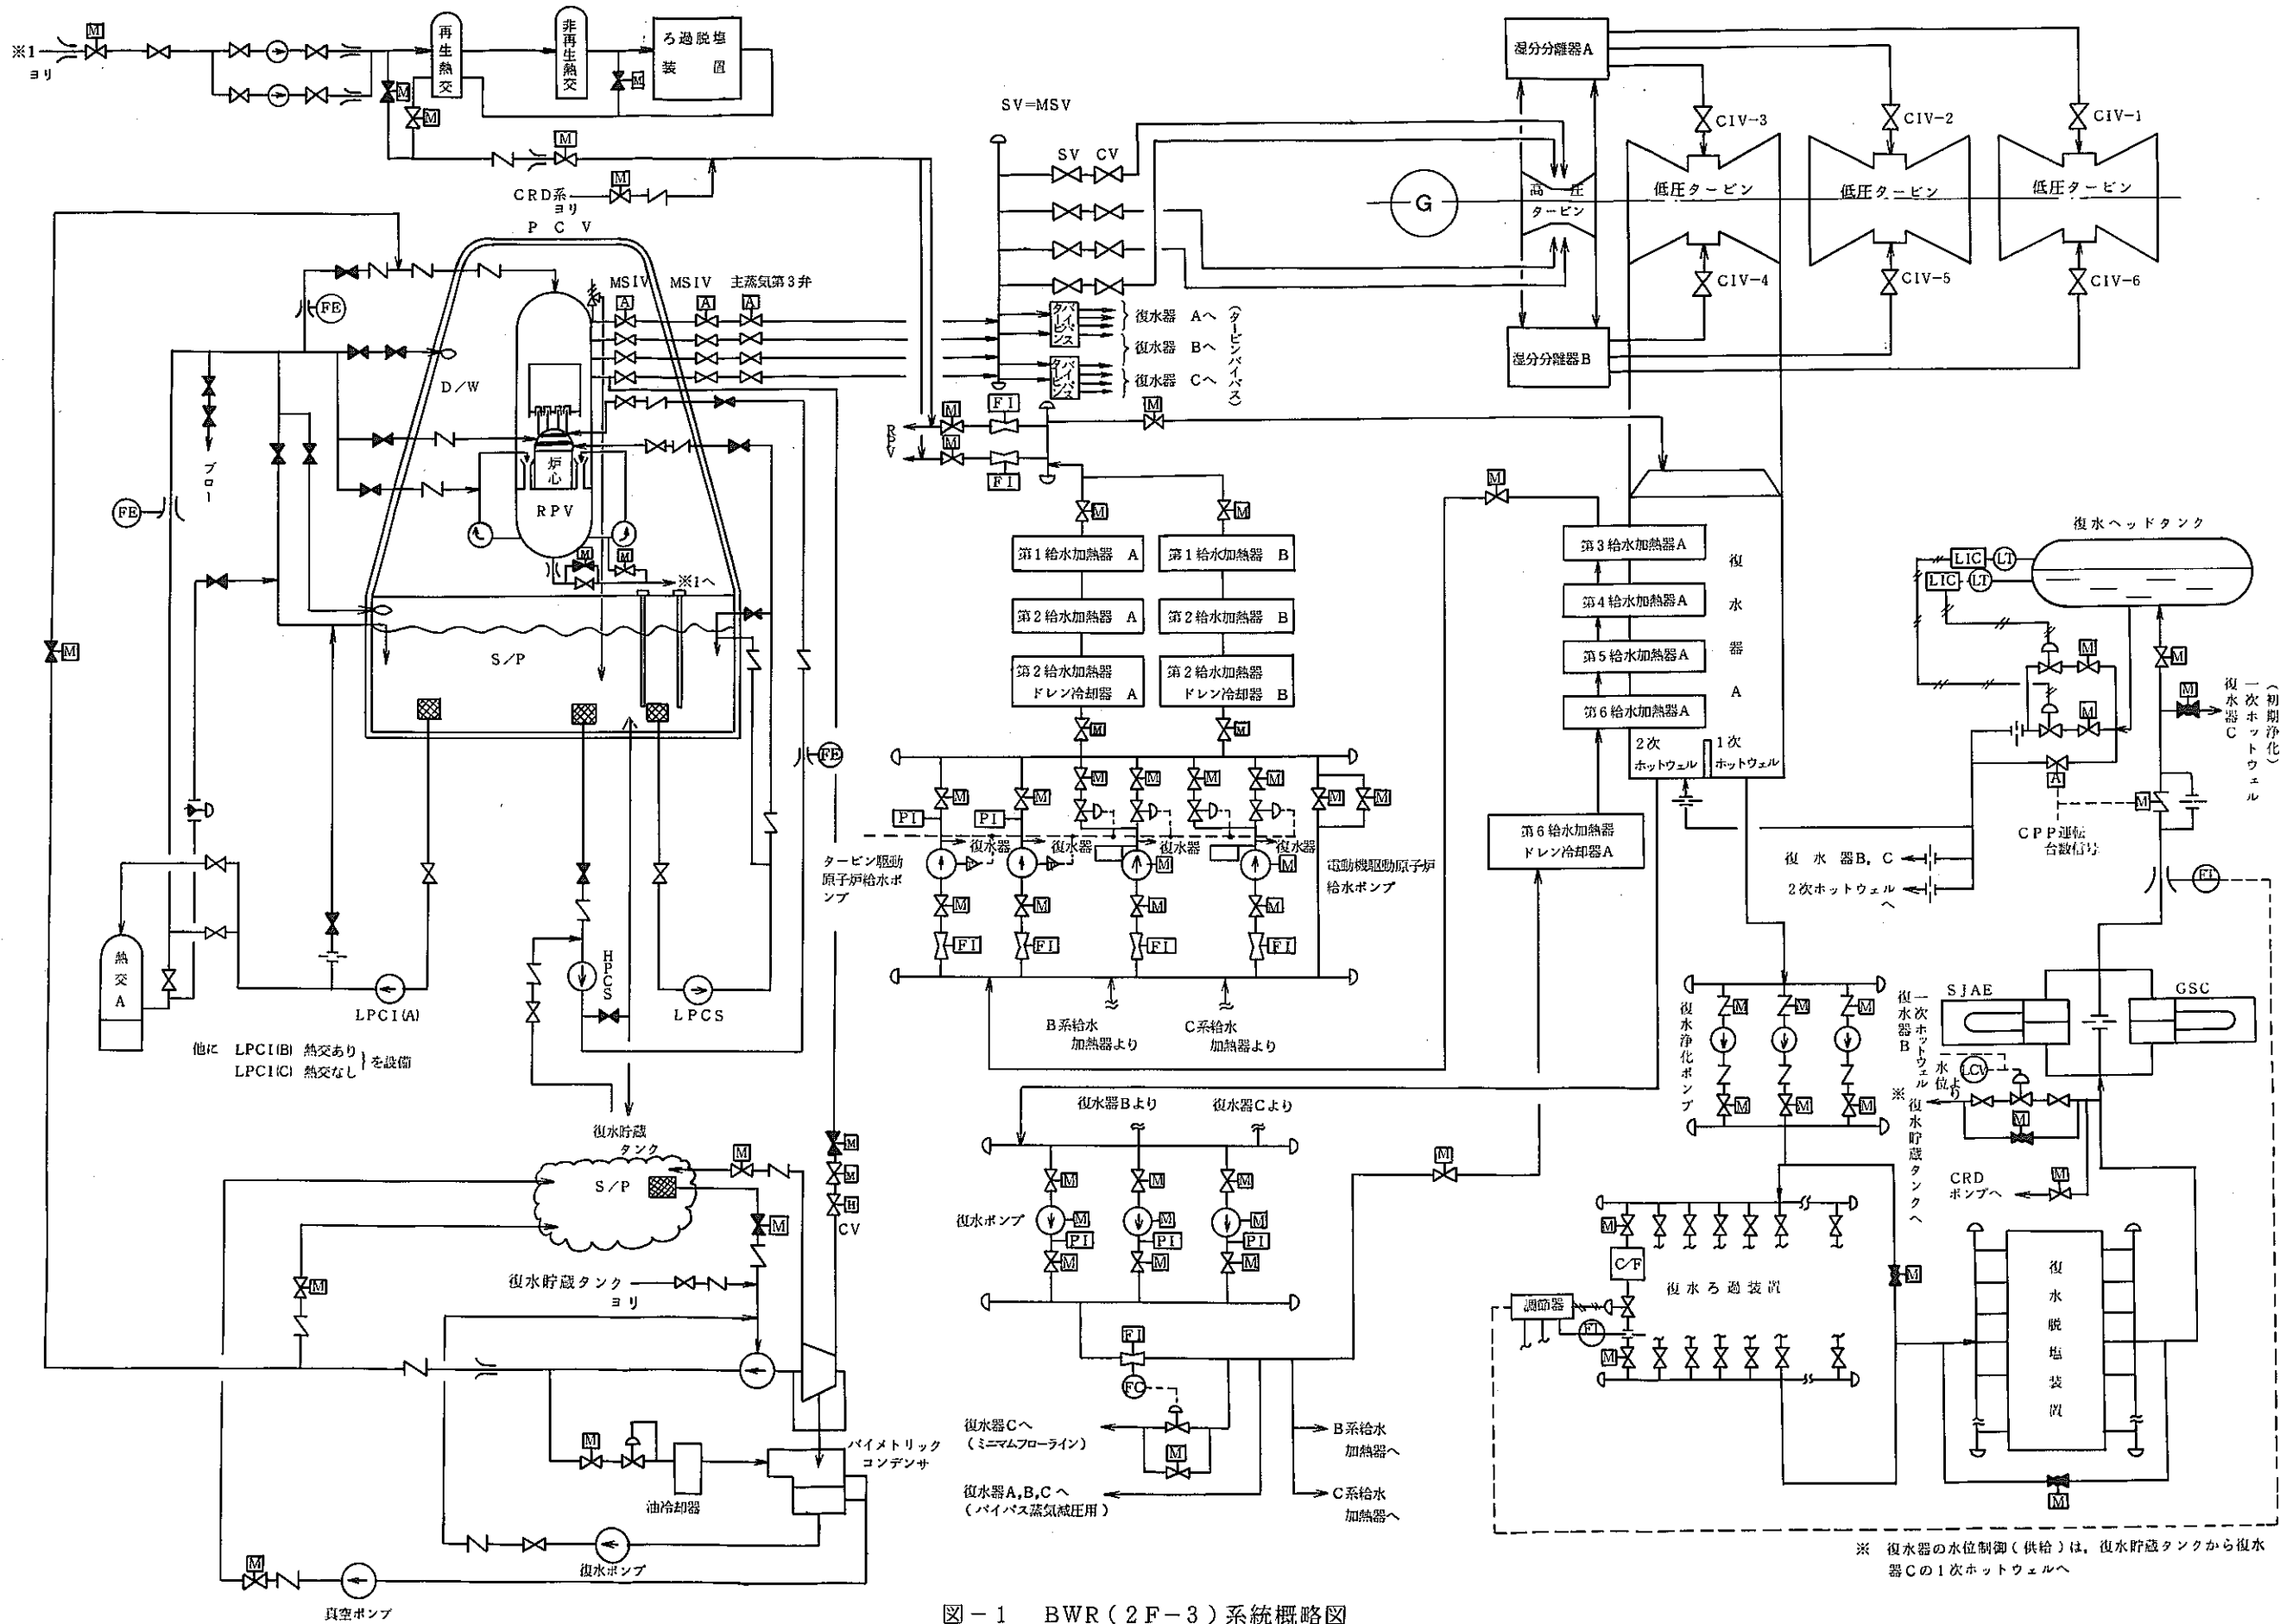 ※1
ヨリ
M
再生熱交
非再生熱交
ろ過脱塩
装置
M
M
M
M
CRD系
ヨリ
M
PCV
SV=MSV
SV
CV
湿分分離器A
CIV-3
CIV-2
CIV-1
G
高圧
タービン
低圧タービン
低圧タービン
低圧タービン
CIV-4
CIV-5
CIV-6
湿分分離器B
FE
MSIV
MSIV
主蒸気第3弁
A
A
A
D/W
炉心
RPV
M
M
※1へ
S/P
ブロー
FE
M
FE
タービンバイパス
タービンバイパス
復水器 Aへ
復水器 Bへ
復水器 Cへ
(タービンバイパス)
RPV
M
M
FI
FI
M
M
M
第1給水加熱器 A
第1給水加熱器 B
第2給水加熱器 A
第2給水加熱器 B
第2給水加熱器
ドレン冷却器 A
第2給水加熱器
ドレン冷却器 B
M
M
M
第3給水加熱器A
第4給水加熱器A
第5給水加熱器A
第6給水加熱器A
復水器A
2次
ホットウェル
1次
ホットウェル
第6給水加熱器
ドレン冷却器A
復水ヘッドタンク
LIC
LT
LIC
LT
M
M
A
M
M
M
復水器C
一次ホットウェル
(初期浄化)
CPP運転
台数信号
復水器B, C
2次ホットウェル
へ
M
M
M
M
M
M
M
M
PI
PI
復水器
復水器
復水器
復水器
タービン駆動
原子炉給水ポ
ンプ
M
M
電動機駆動原子炉
給水ポンプ
M
M
M
M
FI
FI
FI
FI
B系給水
加熱器より
C系給水
加熱器より
熱交A
LPCI(A)
HPCS
LPCS
他に LPCI(B) 熱交あり
LPCI(C) 熱交なし
を設備
復水貯蔵
タンク
M
S/P
M
M
M
H
CV
M
復水貯蔵タンク
ヨリ
M
油冷却器
バイメトリック
コンデンサ
復水ポンプ
M
真空ポンプ
復水器Bより
復水器Cより
M
M
M
復水ポンプ
M
M
M
PI
PI
PI
M
M
M
M
FI
FC
M
復水器Cへ
(ミニマムフローライン)
復水器A,B,Cへ
(バイパス蒸気減圧用)
B系給水
加熱器へ
C系給水
加熱器へ
復水浄化ポンプ
M
M
M
M
M
M
復水器B
一次ホットウェル
水位より
※
復水貯蔵タンクへ
SJAE
GSC
LCV
M
CRD
ポンプへ
M
M
C/F
復水ろ過装置
調節器
M
M
復水脱塩装置
M
※ 復水器の水位制御(供給)は,復水貯蔵タンクから復水
器Cの1次ホットウェルへ
図-1 BWR(2F-3)系統概略図